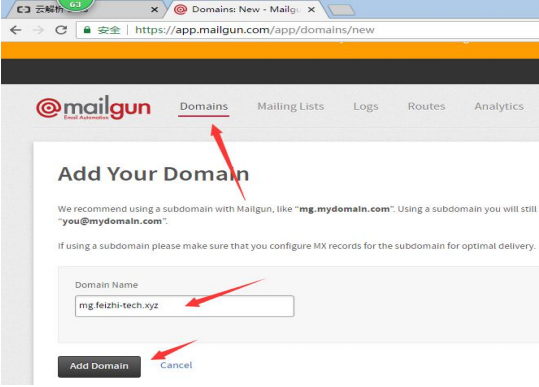 云解析
63
Domains: New - Mailgu
安全 | https://app.mailgun.com/app/domains/new
@mailgun
Email Automation
Domains Mailing Lists Logs Routes Analytics
Add Your Domain
We recommend using a subdomain with Mailgun, like "mg.mydomain.com". Using a subdomain you will still
"you@mydomain.com".
If using a subdomain please make sure that you configure MX records for the subdomain for optimal delivery.
Domain Name
mg.feizhi-tech.xyz
Add Domain Cancel